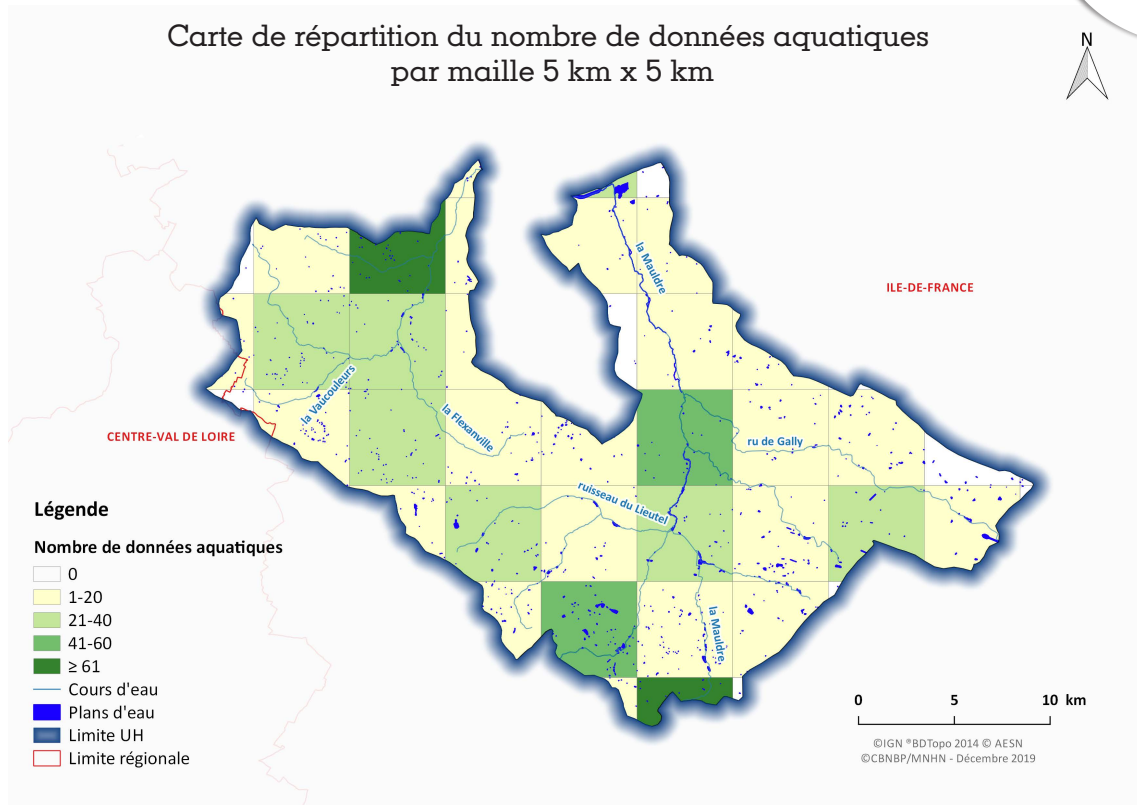 Carte de répartition du nombre de données aquatiques
par maille 5 km x 5 km
N
la Mauldre
ILE-DE-FRANCE
la Vaucouleurs
la Flexanville
CENTRE-VAL DE LOIRE
ru de Gally
ruisseau du Lieutel
la Mauldre
Légende
Nombre de données aquatiques
0
1-20
21-40
41-60
≥ 61
Cours d'eau
Plans d'eau
Limite UH
Limite régionale
0 5 10 km
©IGN ®BDTopo 2014 © AESN
©CBNBP/MNHN - Décembre 2019